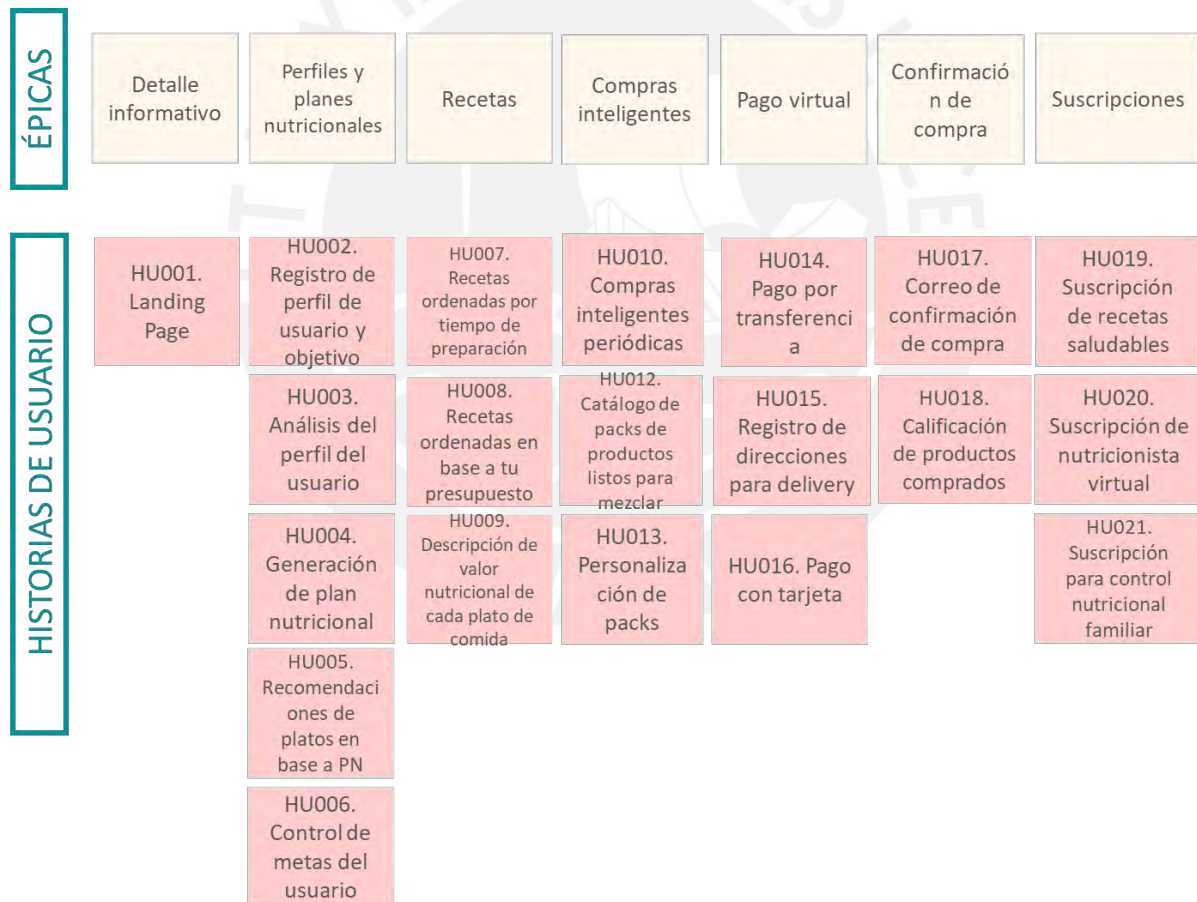 ÉPICAS
Detalle
informativo
Perfiles y
planes
nutricionales
Recetas
Compras
inteligentes
Pago virtual
Confirmació
n de
compra
Suscripciones
HISTORIAS DE USUARIO
HU001.
Landing
Page
HU002.
Registro de
perfil de
usuario y
objetivo
HU003.
Análisis del
perfil del
usuario
HU004.
Generación
de plan
nutricional
HU005.
Recomendaci
ones de
platos en
base a PN
HU006.
Control de
metas del
usuario
HU007.
Recetas
ordenadas por
tiempo de
preparación
HU008.
Recetas
ordenadas en
base a tu
presupuesto
HU009.
Descripción de
valor
nutricional de
cada plato de
comida
HU010.
Compras
inteligentes
periódicas
HU012.
Catálogo de
packs de
productos
listos para
mezclar
HU013.
Personaliza
ción de
packs
HU014.
Pago por
transferenci
a
HU015.
Registro de
direcciones
para delivery
HU016. Pago
con tarjeta
HU017.
Correo de
confirmación
de compra
HU018.
Calificación
de productos
comprados
HU019.
Suscripción
de recetas
saludables
HU020.
Suscripción de
nutricionista
virtual
HU021.
Suscripción
para control
nutricional
familiar